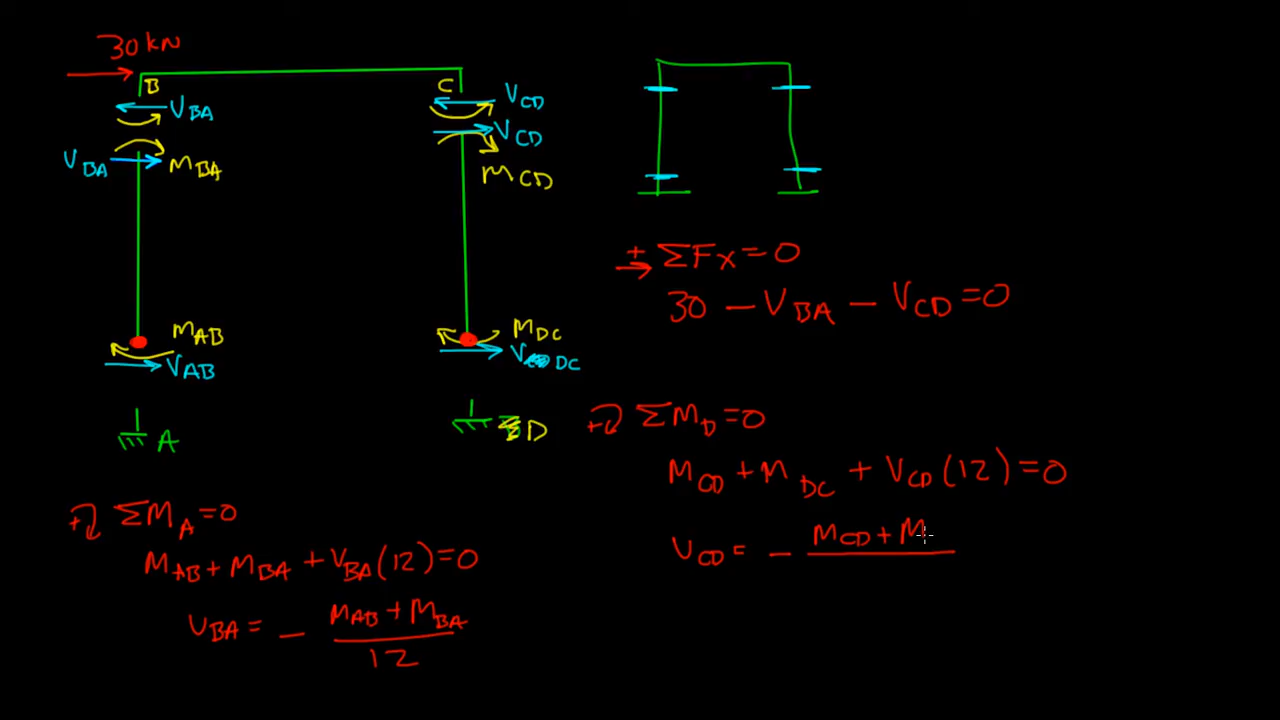 30 kN
B
C
V_BA
V_CD
V_CD
V_BA
M_BA
M_CD
M_AB
V_AB
M_DC
V_DC
A
D
+→ ΣFx = 0
30 − V_BA − V_CD = 0
+↻ ΣM_D = 0
M_CD + M_DC + V_CD(12) = 0
V_CD = − M_CD + M
+↻ ΣM_A = 0
M_AB + M_BA + V_BA(12) = 0
V_BA = − M_AB + M_BA
12